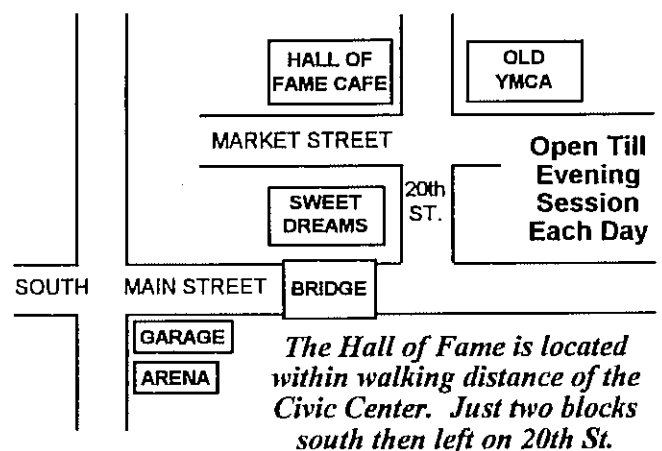 HALL OF
FAME CAFE
OLD
YMCA
MARKET STREET
Open Till
Evening
Session
Each Day
20th
ST.
SWEET
DREAMS
SOUTH MAIN STREET
BRIDGE
GARAGE
ARENA
The Hall of Fame is located
within walking distance of the
Civic Center. Just two blocks
south then left on 20th St.